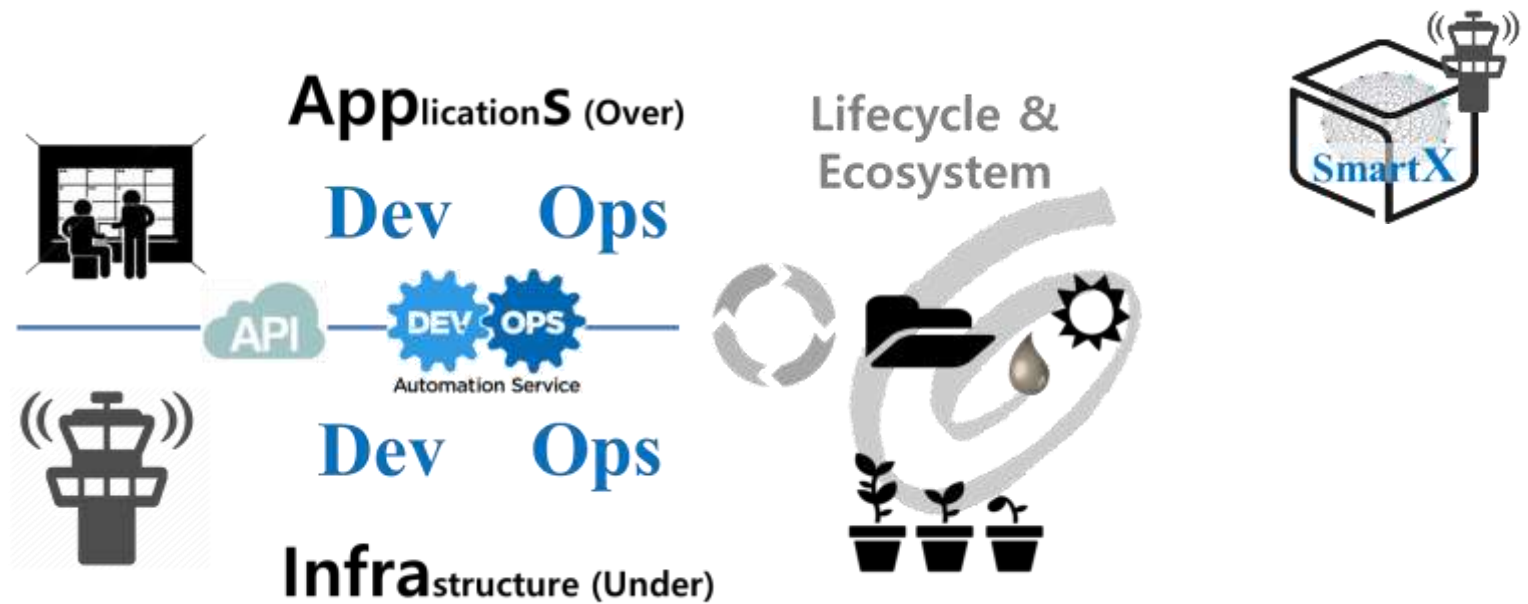 Applications (Over)
Lifecycle &
Ecosystem
SmartX
Dev Ops
API
DEV OPS
Automation Service
Dev Ops
Infrastructure (Under)